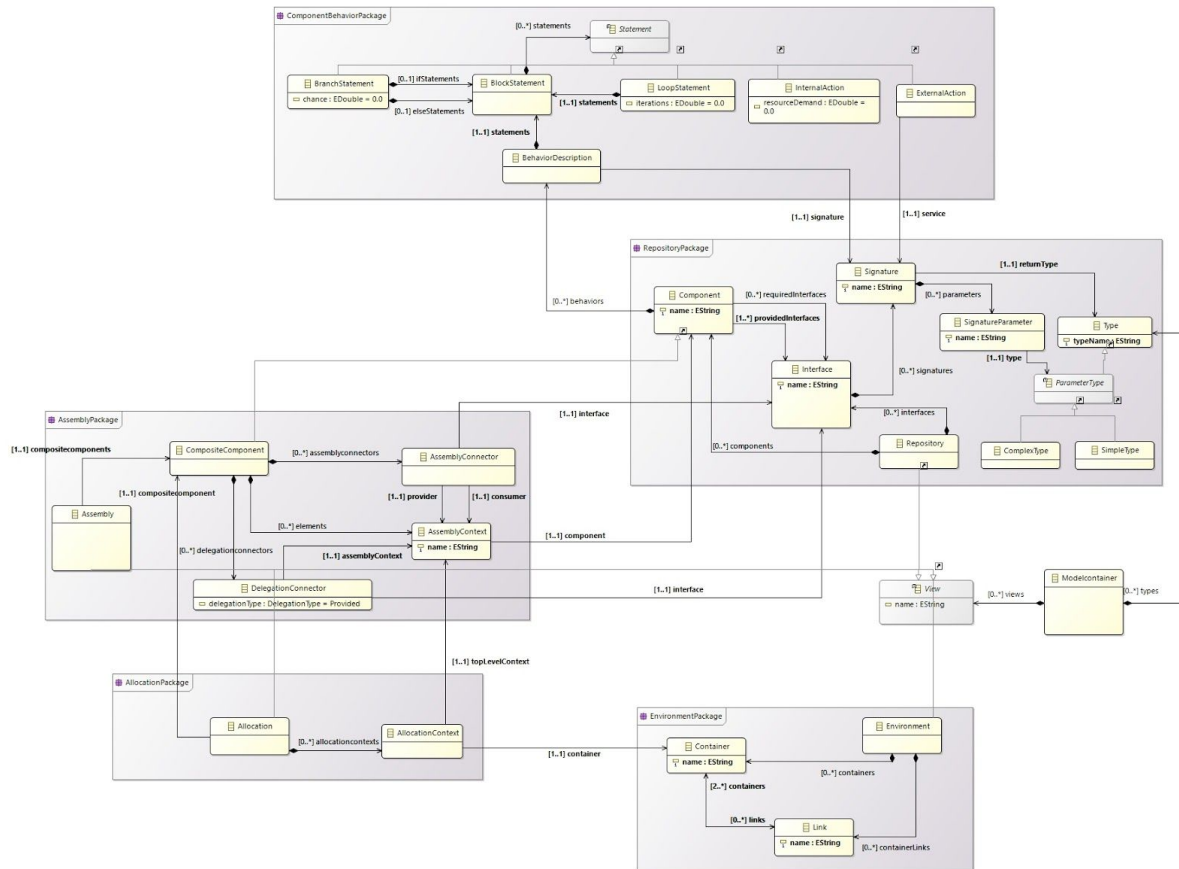 ComponentBehaviorPackage
[0..*] statements
Statement
BranchStatement
chance : EDouble = 0.0
[0..1] ifStatements
[0..1] elseStatements
BlockStatement
[1..1] statements
LoopStatement
iterations : EDouble = 0.0
InternalAction
resourceDemand : EDouble =
0.0
ExternalAction
[1..1] statements
BehaviorDescription
[1..1] signature
[1..1] service
RepositoryPackage
[0..*] behaviors
Component
name : EString
[0..*] requiredInterfaces
[1..*] providedInterfaces
Signature
name : EString
[1..1] returnType
[0..*] parameters
SignatureParameter
name : EString
[1..1] type
Type
typeName : EString
ParameterType
Interface
name : EString
[0..*] signatures
[0..*] interfaces
[0..*] components
Repository
ComplexType
SimpleType
AssemblyPackage
[1..1] compositecomponents
CompositeComponent
[0..*] assemblyconnectors
AssemblyConnector
[1..1] interface
[1..1] compositecomponent
[1..1] provider
[1..1] consumer
Assembly
[0..*] elements
AssemblyContext
name : EString
[1..1] component
[0..*] delegationconnectors
[1..1] assemblyContext
DelegationConnector
delegationType : DelegationType = Provided
[1..1] interface
View
name : EString
[0..*] views
Modelcontainer
[0..*] types
[1..1] topLevelContext
AllocationPackage
Allocation
[0..*] allocationcontexts
AllocationContext
[1..1] container
EnvironmentPackage
Environment
Container
name : EString
[0..*] containers
[2..*] containers
[0..*] links
Link
name : EString
[0..*] containerLinks